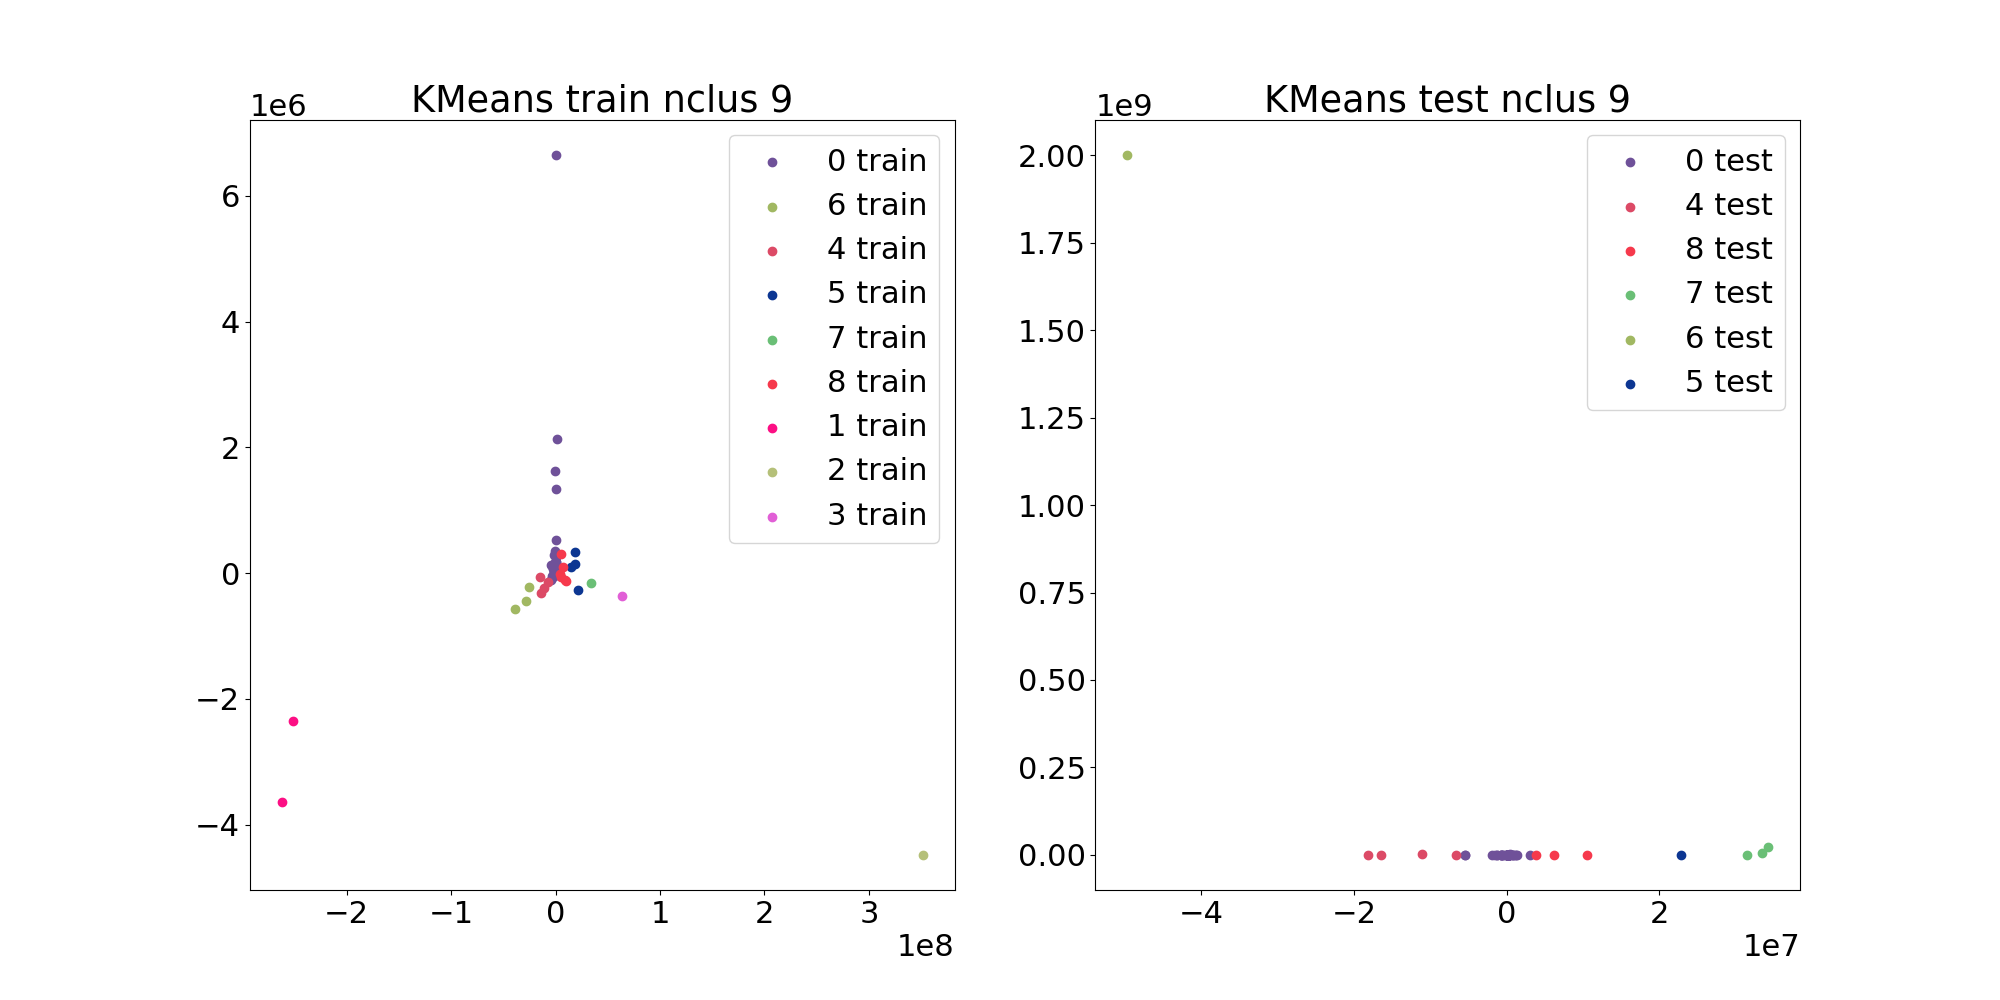 KMeans train nclus 9
1e6
6
4
2
0
−2
−4
−2
−1
0
1
2
3
1e8
0 train
6 train
4 train
5 train
7 train
8 train
1 train
2 train
3 train
KMeans test nclus 9
1e9
2.00
1.75
1.50
1.25
1.00
0.75
0.50
0.25
0.00
−4
−2
0
2
1e7
0 test
4 test
8 test
7 test
6 test
5 test